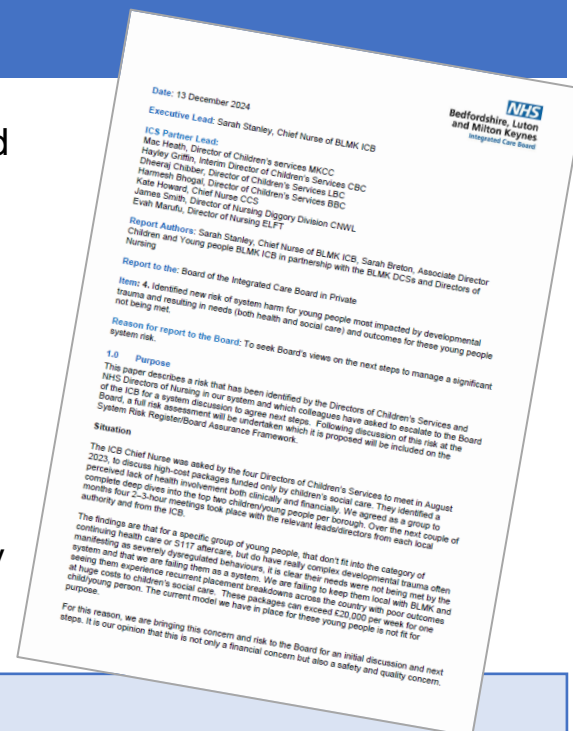 d
y
NHS
Bedfordshire, Luton
and Milton Keynes
Integrated Care Board
Date: 13 December 2024
Executive Lead: Sarah Stanley, Chief Nurse of BLMK ICB
ICS Partner Lead:
Mac Heath, Director of Children's services MKCC
Hayley Griffin, Interim Director of Children's Services CBC
Dheeraj Chibber, Director of Children's Services LBC
Harmesh Bhogal, Director of Children's Services BBC
Kate Howard, Chief Nurse CCS
James Smith, Director of Nursing Diggory Division CNWL
Evah Marufu, Director of Nursing ELFT
Report Authors: Sarah Stanley, Chief Nurse of BLMK ICB, Sarah Breton, Associate Director
Children and Young people BLMK ICB in partnership with the BLMK DCSs and Directors of
Nursing
Report to the: Board of the Integrated Care Board in Private
Item: 4. Identified new risk of system harm for young people most impacted by developmental
trauma and resulting in needs (both health and social care) and outcomes for these young people
not being met.
Reason for report to the Board: To seek Board's views on the next steps to manage a significant
system risk.
1.0 Purpose
This paper describes a risk that has been identified by the Directors of Children's Services and
NHS Directors of Nursing in our system and which colleagues have asked to escalate to the Board
of the ICB for a system discussion to agree next steps. Following discussion of this risk at the
Board, a full risk assessment will be undertaken which it is proposed will be included on the
System Risk Register/Board Assurance Framework.
Situation
The ICB Chief Nurse was asked by the four Directors of Children's Services to meet in August
2023, to discuss high-cost packages funded only by children's social care. They identified a
perceived lack of health involvement both clinically and financially. We agreed as a group to
complete deep dives into the top two children/young people per borough. Over the next couple of
months four 2–3-hour meetings took place with the relevant leads/directors from each local
authority and from the ICB.
The findings are that for a specific group of young people, that don't fit into the category of
continuing health care or S117 aftercare, but do have really complex developmental trauma often
manifesting as severely dysregulated behaviours, it is clear their needs were not being met by the
system and that we are failing them as a system. We are failing to keep them local with BLMK and
seeing them experience recurrent placement breakdowns across the country with poor outcomes
at huge costs to children's social care. These packages can exceed £20,000 per week for one
child/young person. The current model we have in place for these young people is not fit for
purpose.
For this reason, we are bringing this concern and risk to the Board for an initial discussion and next
steps. It is our opinion that this is not only a financial concern but also a safety and quality concern.